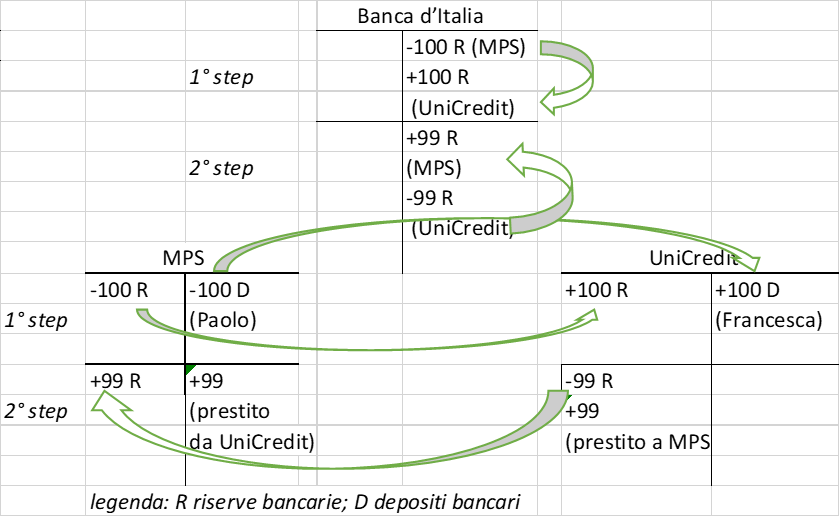 Banca d'Italia
-100 R (MPS)
1° step
+100 R
(UniCredit)
+99 R
2° step
(MPS)
-99 R
(UniCredit)
MPS
UniCredit
-100 R
-100 D
+100 R
+100 D
1° step
(Paolo)
(Francesca)
+99 R
+99
-99 R
2° step
(prestito
+99
da UniCredit)
(prestito a MPS
legenda: R riserve bancarie; D depositi bancari